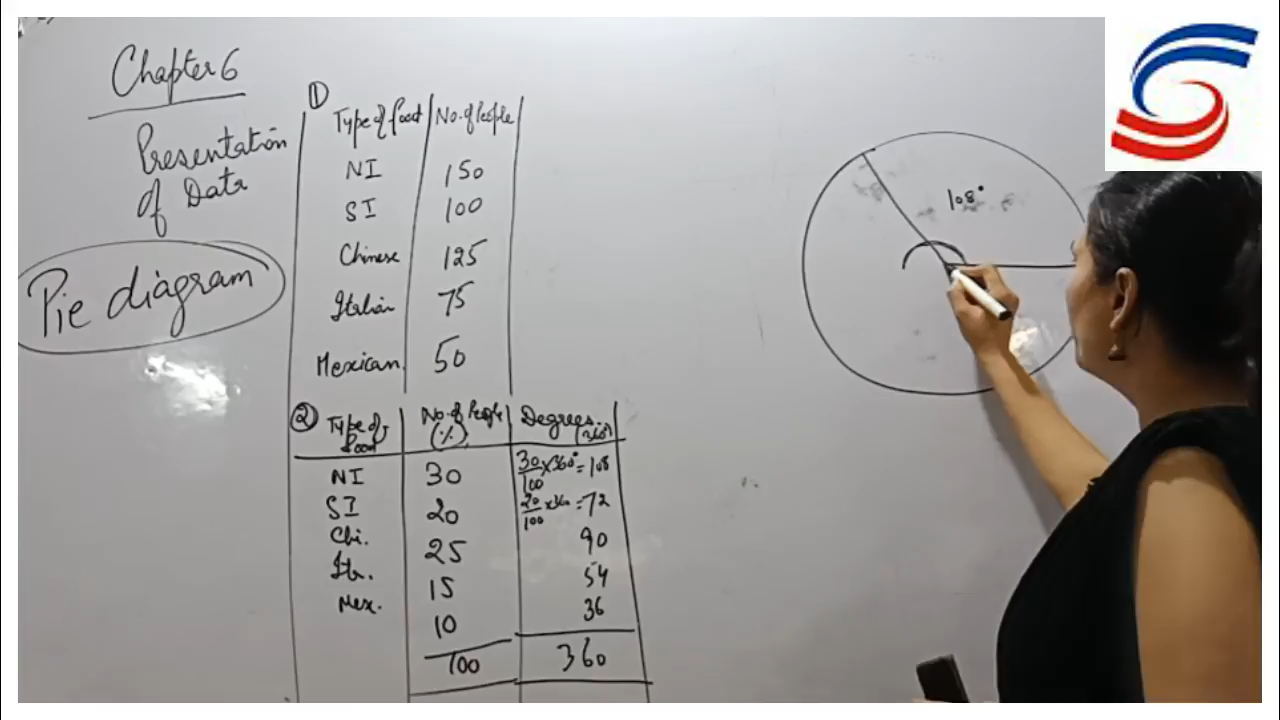 Chapter 6
Presentation
of Data
Pie diagram
①
Type of food No. of People
NI 150
SI 100
Chinese 125
Italian 75
Mexican 50
② Type of food No. of People (%) Degrees (360°)
NI 30 30/100 ×360° = 108
SI 20 20/100 ×360 = 72
Chi. 25 90
Ita. 15 54
Mex. 10 36
100 360
108°